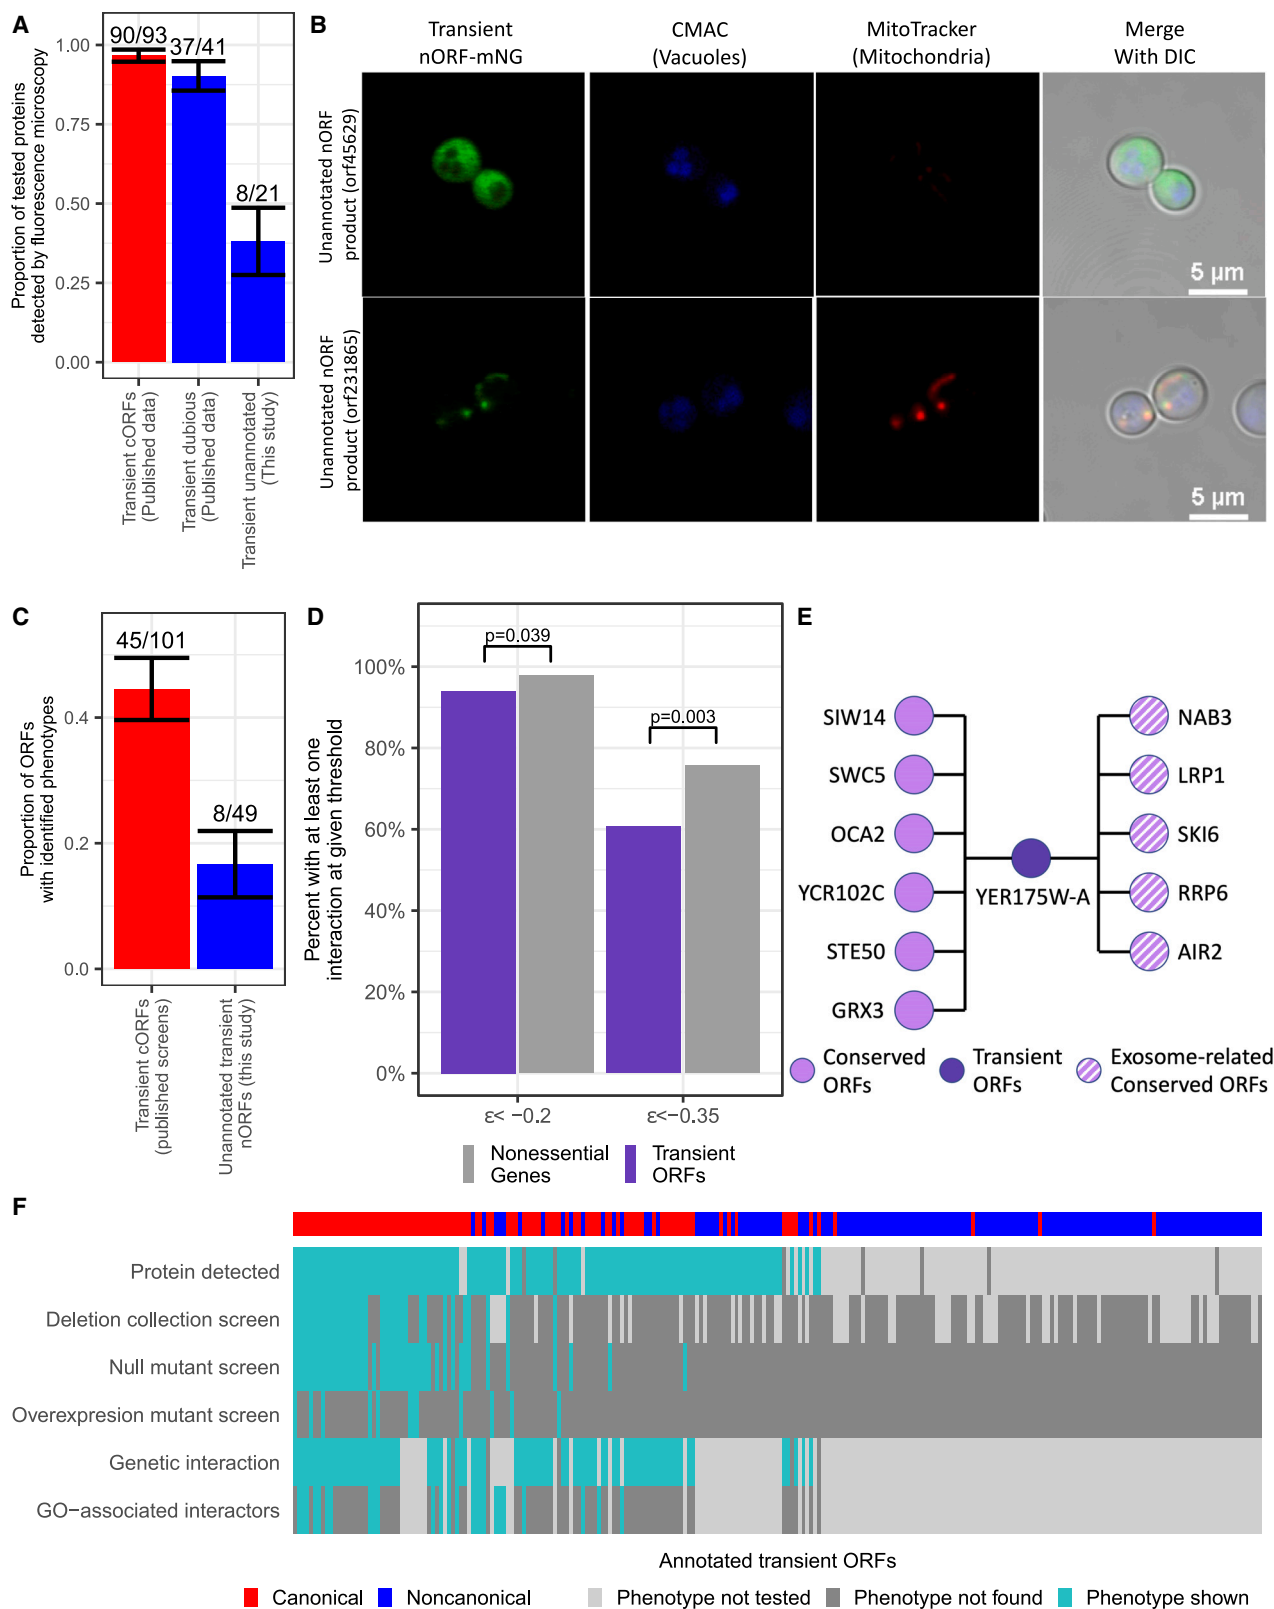 A
Proportion of tested proteins
detected by fluorescence microscopy
1.00
0.75
0.50
0.25
0.00
90/93
37/41
8/21
Transient cORFs
(Published data)
Transient dubious
(Published data)
Transient unannotated
(This study)
B
Transient
nORF-mNG
CMAC
(Vacuoles)
MitoTracker
(Mitochondria)
Merge
With DIC
Unannotated nORF
product (orf45629)
5 µm
Unannotated nORF
product (orf231865)
5 µm
C
Proportion of ORFs
with identified phenotypes
0.4
0.2
0.0
45/101
8/49
Transient cORFs
(published screens)
Unannotated transient
nORFs (this study)
D
Percent with at least one
interaction at given threshold
100%
80%
60%
40%
20%
0%
p=0.039
p=0.003
ε< −0.2
ε<−0.35
Nonessential
Genes
Transient
ORFs
E
SIW14
SWC5
OCA2
YCR102C
STE50
GRX3
YER175W-A
NAB3
LRP1
SKI6
RRP6
AIR2
Conserved
ORFs
Transient
ORFs
Exosome-related
Conserved ORFs
F
Protein detected
Deletion collection screen
Null mutant screen
Overexpresion mutant screen
Genetic interaction
GO−associated interactors
Annotated transient ORFs
Canonical
Noncanonical
Phenotype not tested
Phenotype not found
Phenotype shown